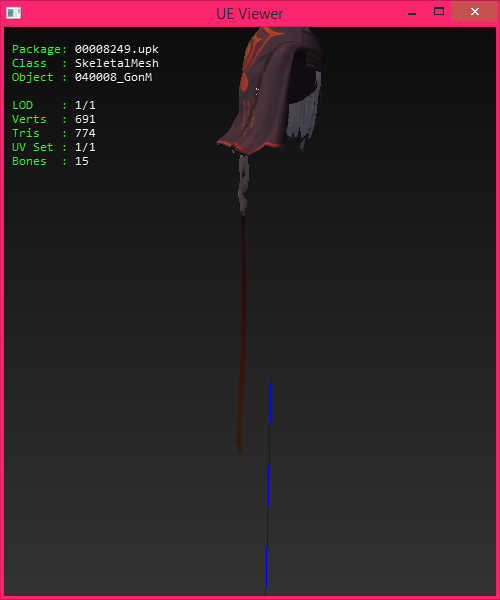 UE Viewer
Package: 00008249.upk
Class : SkeletalMesh
Object : 040008_GonM
LOD : 1/1
Verts : 691
Tris : 774
UV Set : 1/1
Bones : 15